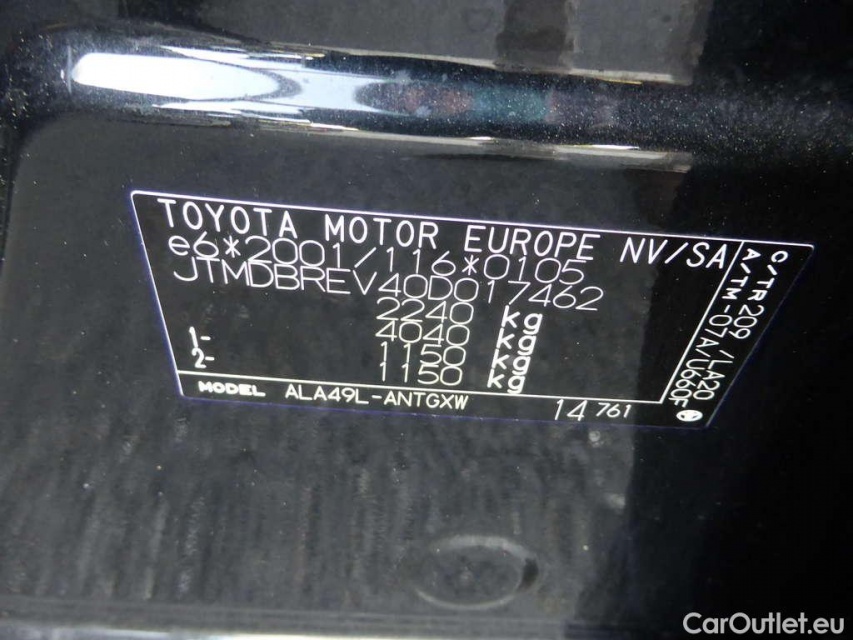 TOYOTA MOTOR EUROPE NV/SA
e6*2001/116*0105
JTMDBREV40D017462
2240 kg
4040 kg
1- 1150 kg
2- 1150 kg
MODEL ALA49L-ANTGXW
14 761
C/TR209 /LA20
A/TM-07A/U660F
CarOutlet.eu